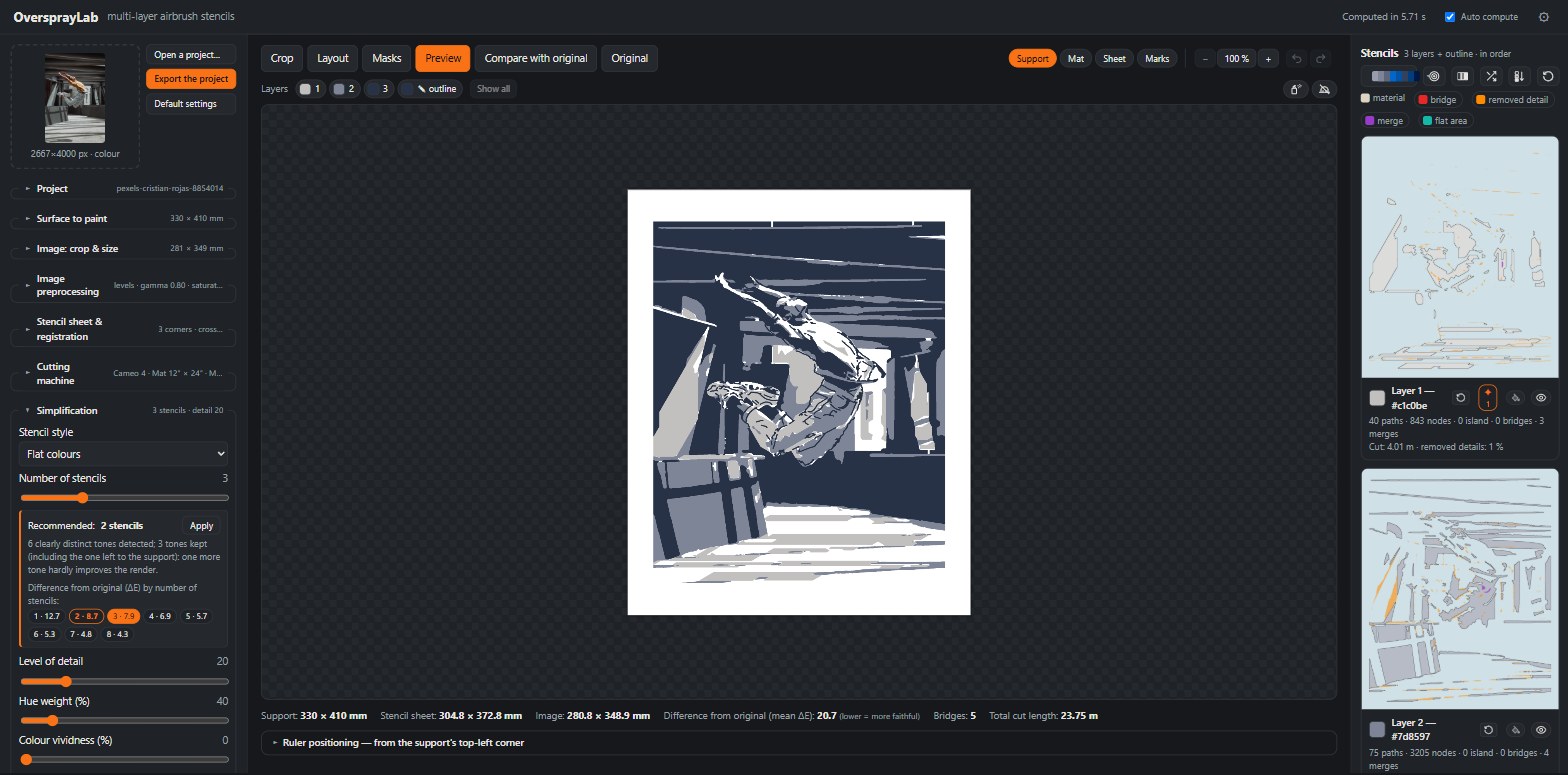 OversprayLab multi-layer airbrush stencils
Computed in 5.71 s
Auto compute
Open a project...
Export the project
Default settings
2667×4000 px · colour
Project pexels-cristian-rojas-8854014
Surface to paint 330 × 410 mm
Image: crop & size 281 × 349 mm
Image preprocessing levels · gamma 0.80 · saturat...
Stencil sheet & registration 3 corners · cross...
Cutting machine Cameo 4 · Mat 12" × 24" · M...
Simplification 3 stencils · detail 20
Stencil style
Flat colours
Number of stencils 3
Recommended: 2 stencils Apply
6 clearly distinct tones detected; 3 tones kept
(including the one left to the support): one more
tone hardly improves the render.
Difference from original (ΔE) by number of
stencils:
1 · 12.7 2 · 8.7 3 · 7.9 4 · 6.9 5 · 5.7
6 · 5.3 7 · 4.8 8 · 4.3
Level of detail 20
Hue weight (%) 40
Colour vividness (%) 0
Crop Layout Masks Preview Compare with original Original
Support Mat Sheet Marks − 100 % +
Layers 1 2 3 outline Show all
Support: 330 × 410 mm Stencil sheet: 304.8 × 372.8 mm Image: 280.8 × 348.9 mm Difference from original (mean ΔE): 20.7 (lower = more faithful) Bridges: 5 Total cut length: 23.75 m
Ruler positioning — from the support's top-left corner
Stencils 3 layers + outline · in order
material bridge removed detail
merge flat area
Layer 1 —
#c1c0be
1
40 paths · 843 nodes · 0 island · 0 bridges · 3
merges
Cut: 4.01 m · removed details: 1 %
Layer 2 —
#7d8597
75 paths · 3205 nodes · 0 island · 0 bridges · 4
merges